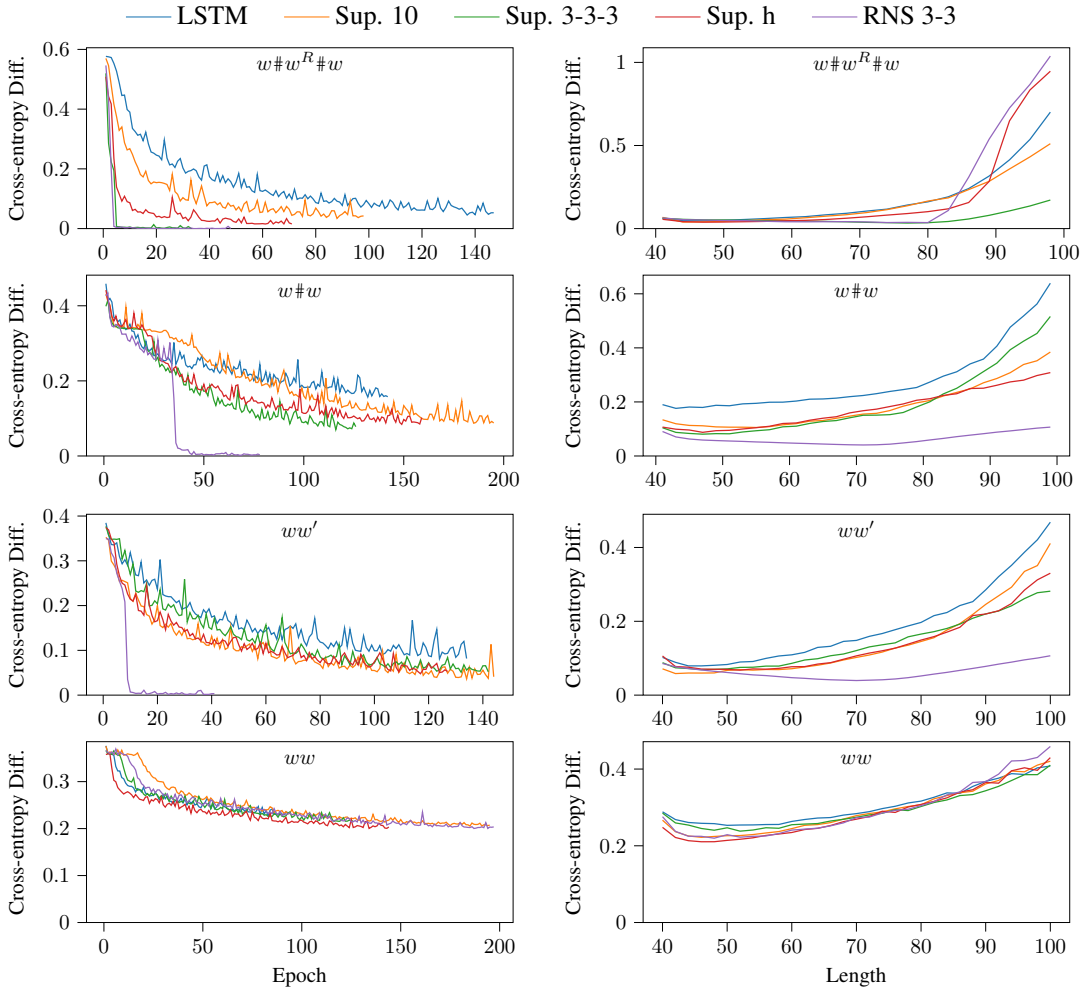 LSTM Sup. 10 Sup. 3-3-3 Sup. h RNS 3-3
w#w^R#w
Cross-entropy Diff.
0.6
0.4
0.2
0
0 20 40 60 80 100 120 140
w#w^R#w
Cross-entropy Diff.
1
0.5
0
40 50 60 70 80 90 100
w#w
Cross-entropy Diff.
0.4
0.2
0
0 50 100 150 200
w#w
Cross-entropy Diff.
0.6
0.4
0.2
0
40 50 60 70 80 90 100
ww′
Cross-entropy Diff.
0.4
0.3
0.2
0.1
0
0 20 40 60 80 100 120 140
ww′
Cross-entropy Diff.
0.6
0.4
0.2
0
40 50 60 70 80 90 100
ww
Cross-entropy Diff.
0.3
0.2
0.1
0
0 50 100 150 200
Epoch
ww
Cross-entropy Diff.
0.4
0.2
0
40 50 60 70 80 90 100
Length